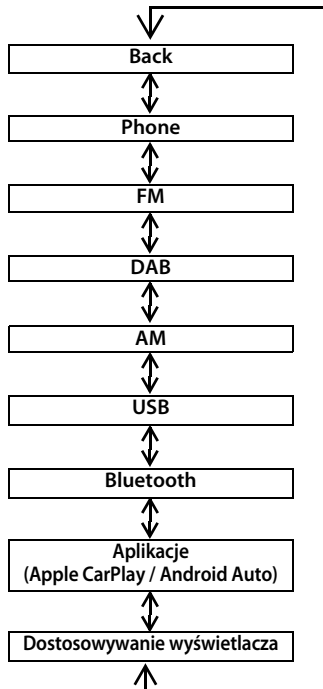 Back
Phone
FM
DAB
AM
USB
Bluetooth
Aplikacje
(Apple CarPlay / Android Auto)
Dostosowywanie wyświetlacza